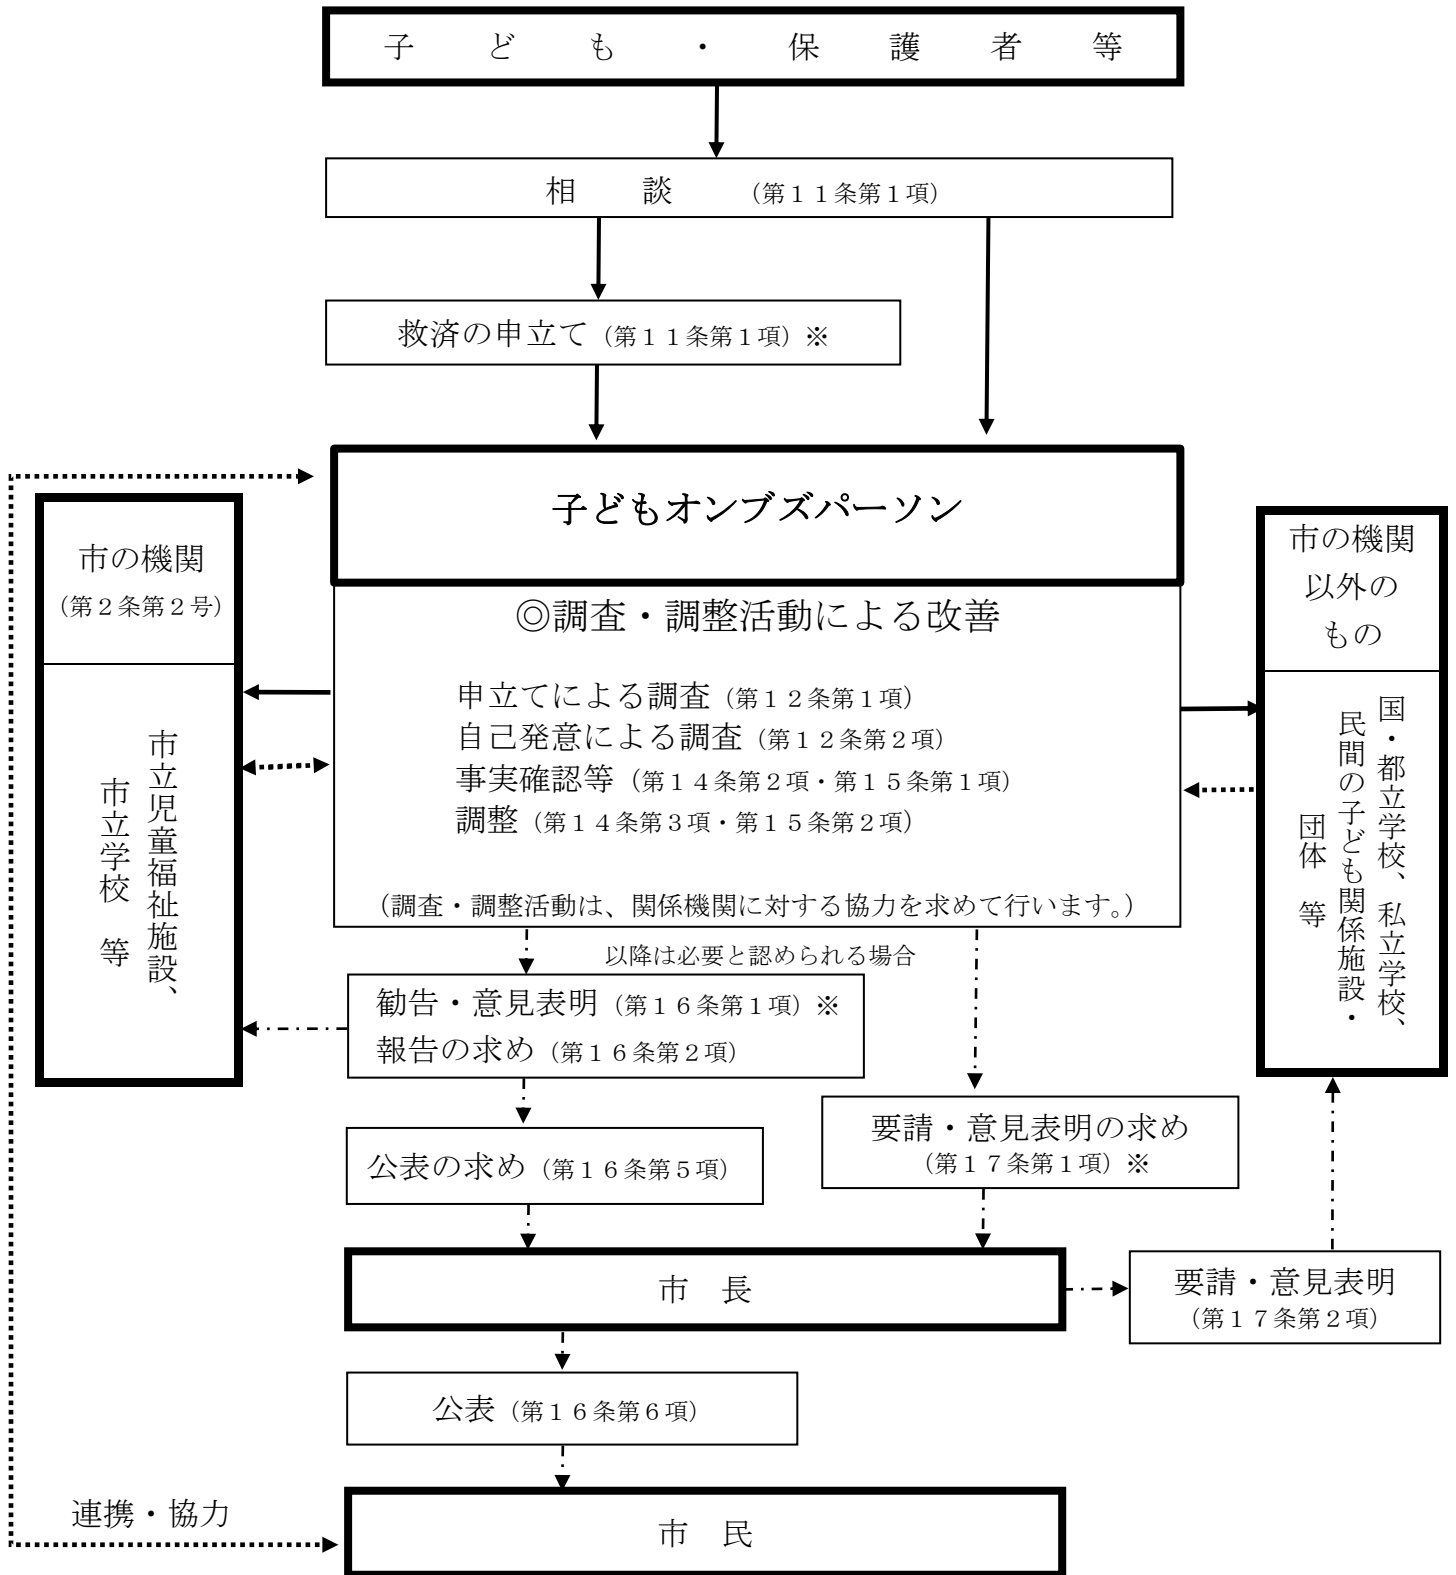 子ども・保護者等
相談（第１１条第１項）
救済の申立て（第１１条第１項）※
子どもオンブズパーソン
市の機関
（第２条第２号）
市立児童福祉施設、
市立学校　等
◎調査・調整活動による改善
申立てによる調査（第１２条第１項）
自己発意による調査（第１２条第２項）
事実確認等（第１４条第２項・第１５条第１項）
調整（第１４条第３項・第１５条第２項）
（調査・調整活動は、関係機関に対する協力を求めて行います。）
市の機関
以外の
もの
国・都立学校、私立学校、
民間の子ども関係施設・
団体　等
以降は必要と認められる場合
勧告・意見表明（第１６条第１項）※
報告の求め（第１６条第２項）
公表の求め（第１６条第５項）
要請・意見表明の求め
（第１７条第１項）※
市　長
要請・意見表明
（第１７条第２項）
公表（第１６条第６項）
連携・協力
市　民